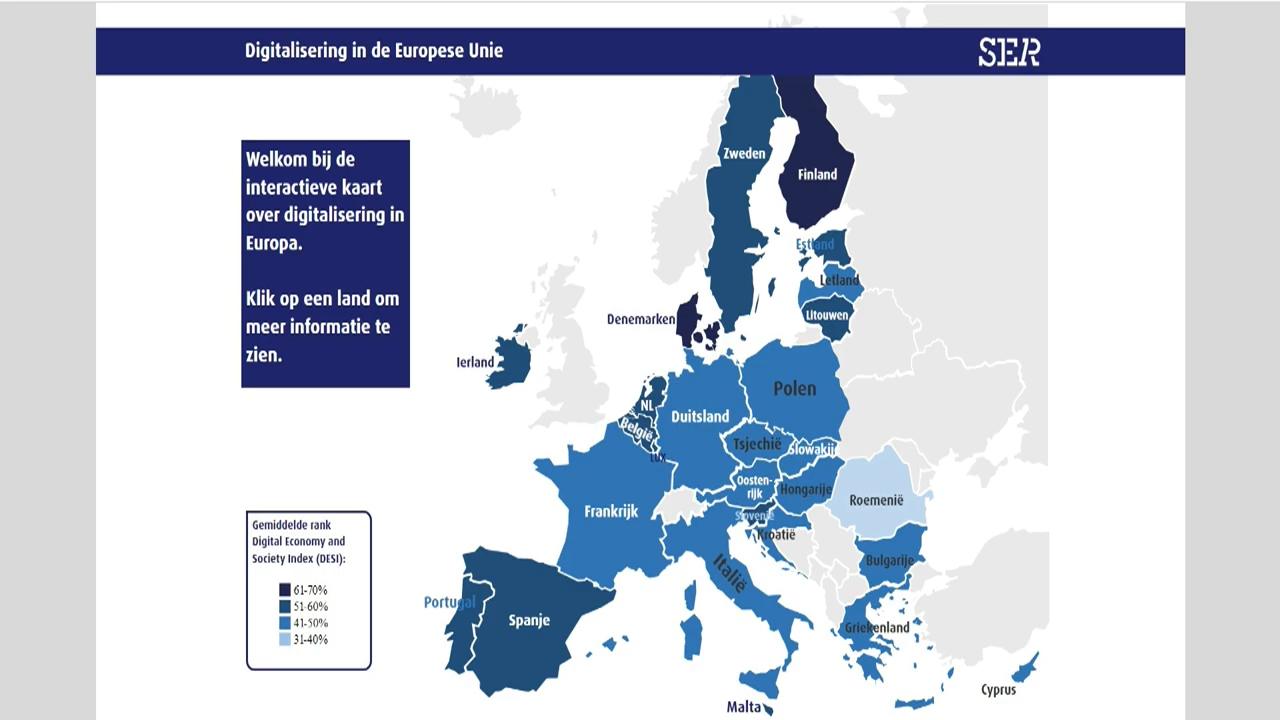 Digitalisering in de Europese Unie
SER
Welkom bij de
interactieve kaart
over digitalisering in
Europa.
Klik op een land om
meer informatie te
zien.
Zweden
Finland
Estland
Letland
Litouwen
Denemarken
Ierland
NL
België
LUX
Duitsland
Polen
Tsjechië
Slowakije
Oosten-
rijk
Hongarije
Roemenië
Frankrijk
Slovenië
Kroatië
Bulgarije
Italië
Portugal
Spanje
Griekenland
Cyprus
Malta
Gemiddelde rank
Digital Economy and
Society Index (DESI):
61-70%
51-60%
41-50%
31-40%